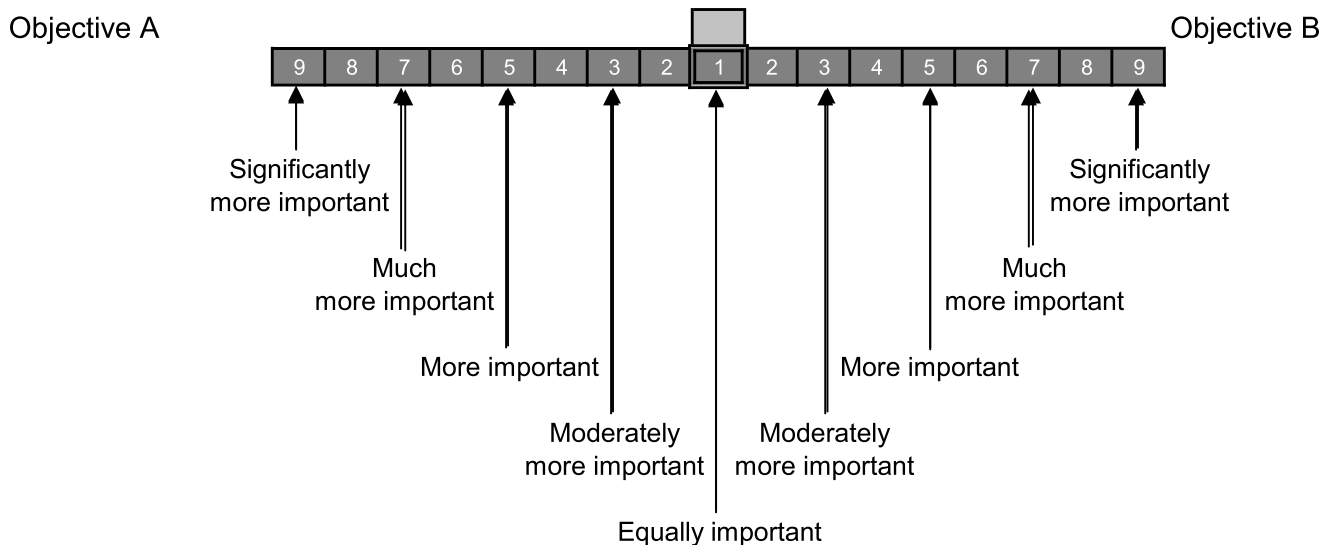 Objective A
Objective B
9 8 7 6 5 4 3 2 1 2 3 4 5 6 7 8 9
Significantly
more important
Significantly
more important
Much
more important
Much
more important
More important
More important
Moderately
more important
Moderately
more important
Equally important